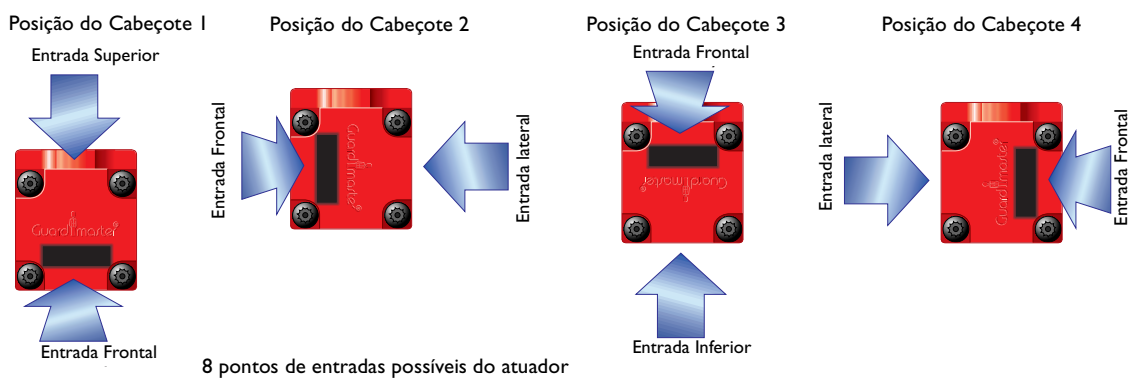 Posição do Cabeçote 1
Entrada Superior
Guardmaster®
Entrada Frontal
Posição do Cabeçote 2
Entrada Frontal
Guardmaster®
Entrada lateral
Posição do Cabeçote 3
Entrada Frontal
Guardmaster®
Entrada Inferior
Posição do Cabeçote 4
Entrada lateral
Guardmaster®
Entrada Frontal
8 pontos de entradas possíveis do atuador